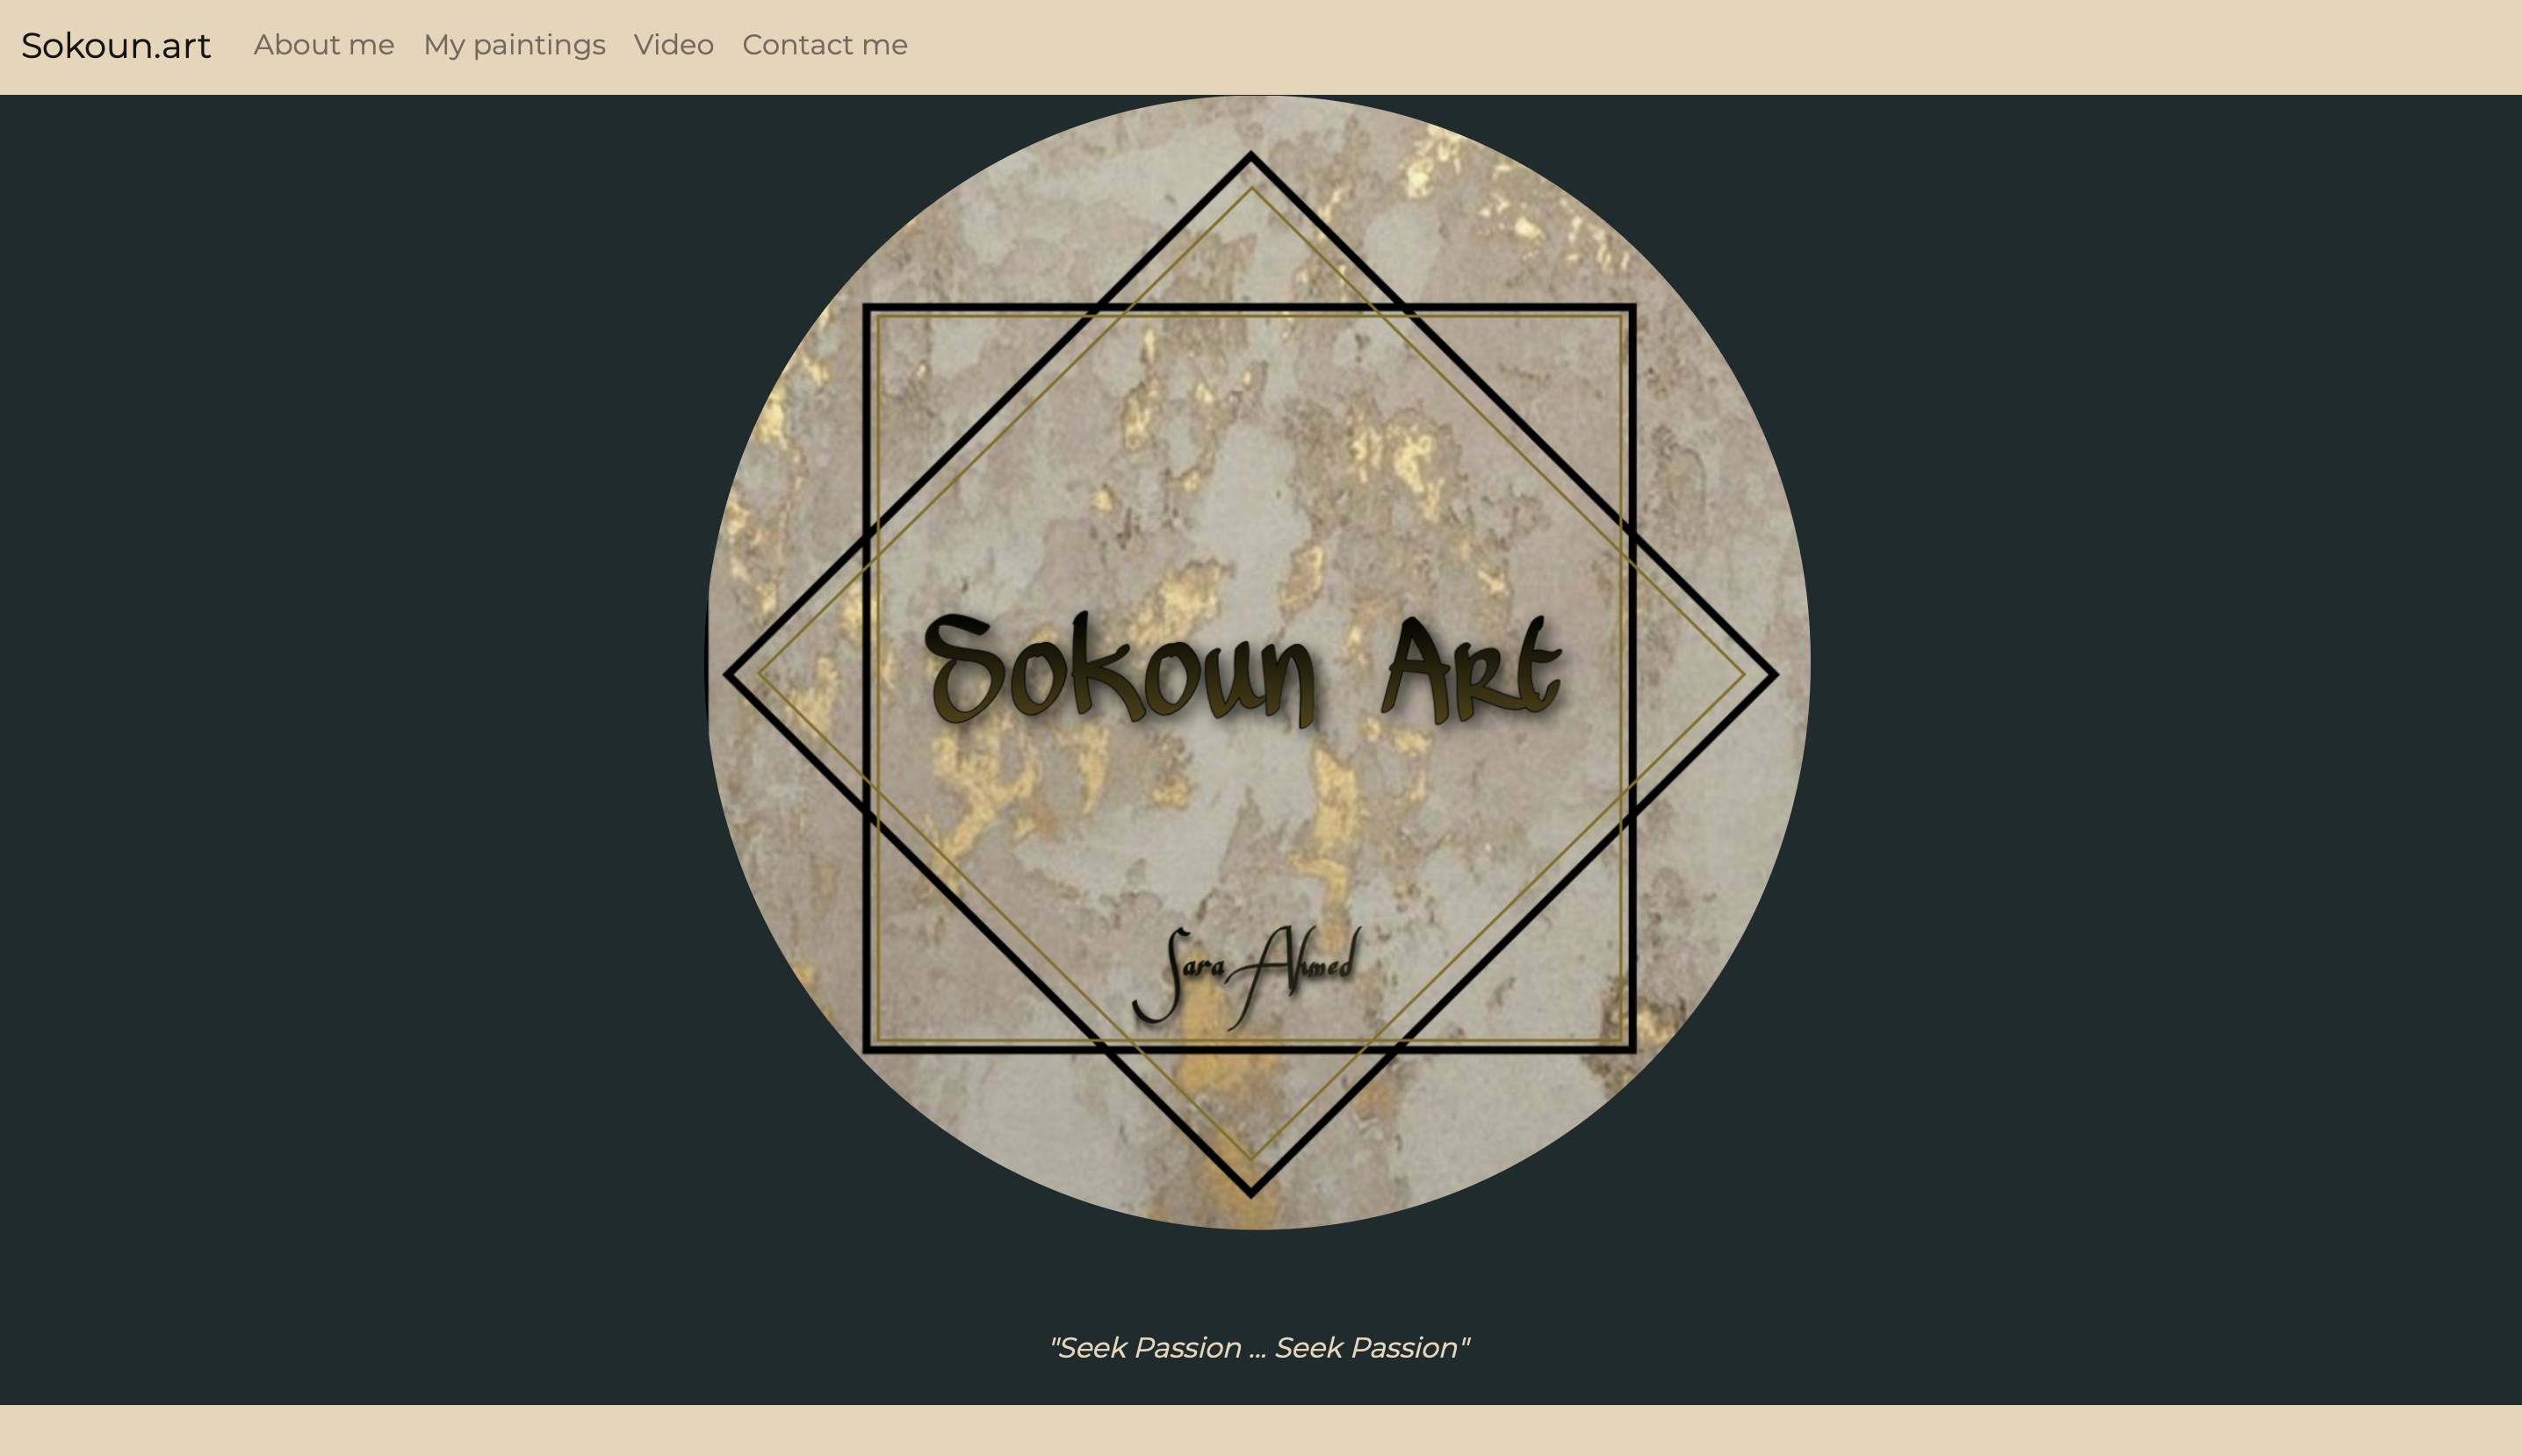 Sokoun.art About me My paintings Video Contact me
Sokoun Art
Sara Ahmed
"Seek Passion ... Seek Passion"